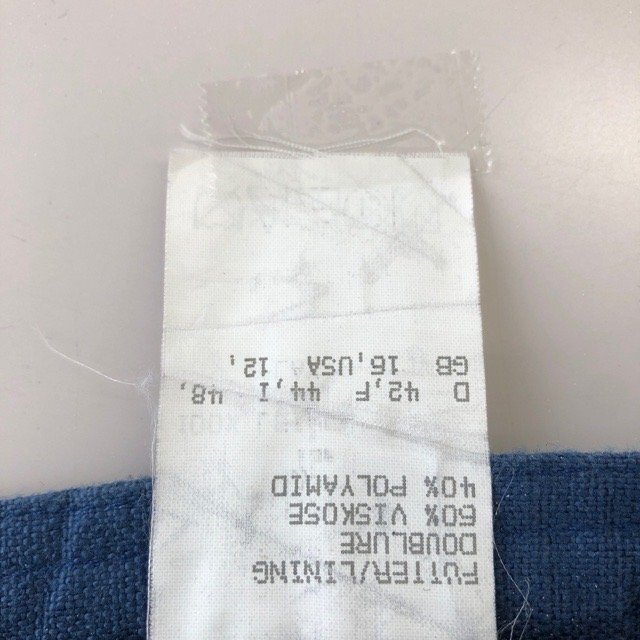 FUTTER/LINING
DOUBLURE
60% VISKOSE
40% POLYAMID
D 42,F 44,I 48,
GB 16,USA 12,